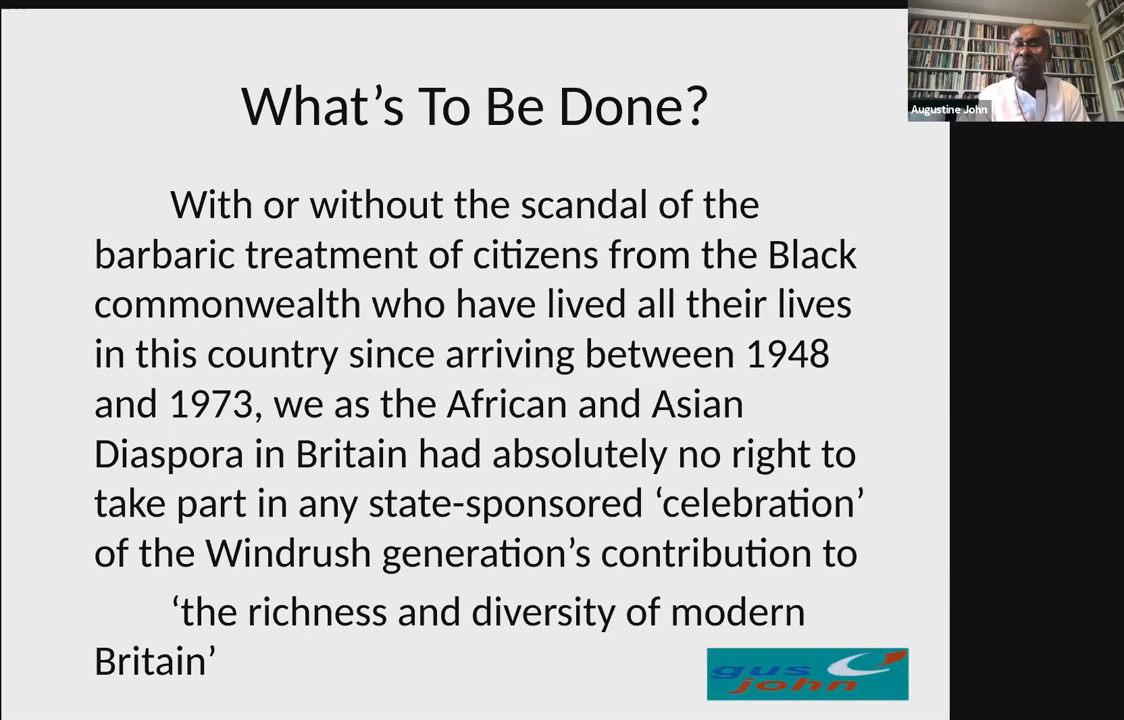 What’s To Be Done?
With or without the scandal of the
barbaric treatment of citizens from the Black
commonwealth who have lived all their lives
in this country since arriving between 1948
and 1973, we as the African and Asian
Diaspora in Britain had absolutely no right to
take part in any state-sponsored ‘celebration’
of the Windrush generation’s contribution to
‘the richness and diversity of modern
Britain’
gus
john
Augustine John